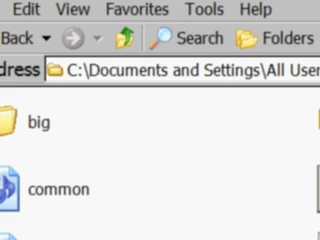 Edit View Favorites Tools Help
Back Search Folders
dress C:\Documents and Settings\All User
big
common